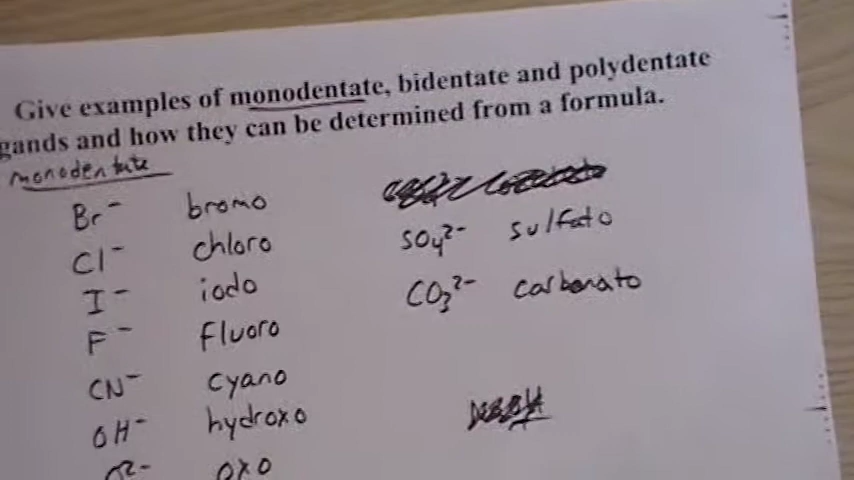 Give examples of monodentate, bidentate and polydentate
gands and how they can be determined from a formula.
monodentate
Br⁻ bromo
Cl⁻ chloro
I⁻ iodo
F⁻ fluoro
CN⁻ cyano
OH⁻ hydroxo
O²⁻ oxo
SO₄²⁻ sulfato
CO₃²⁻ carbonato